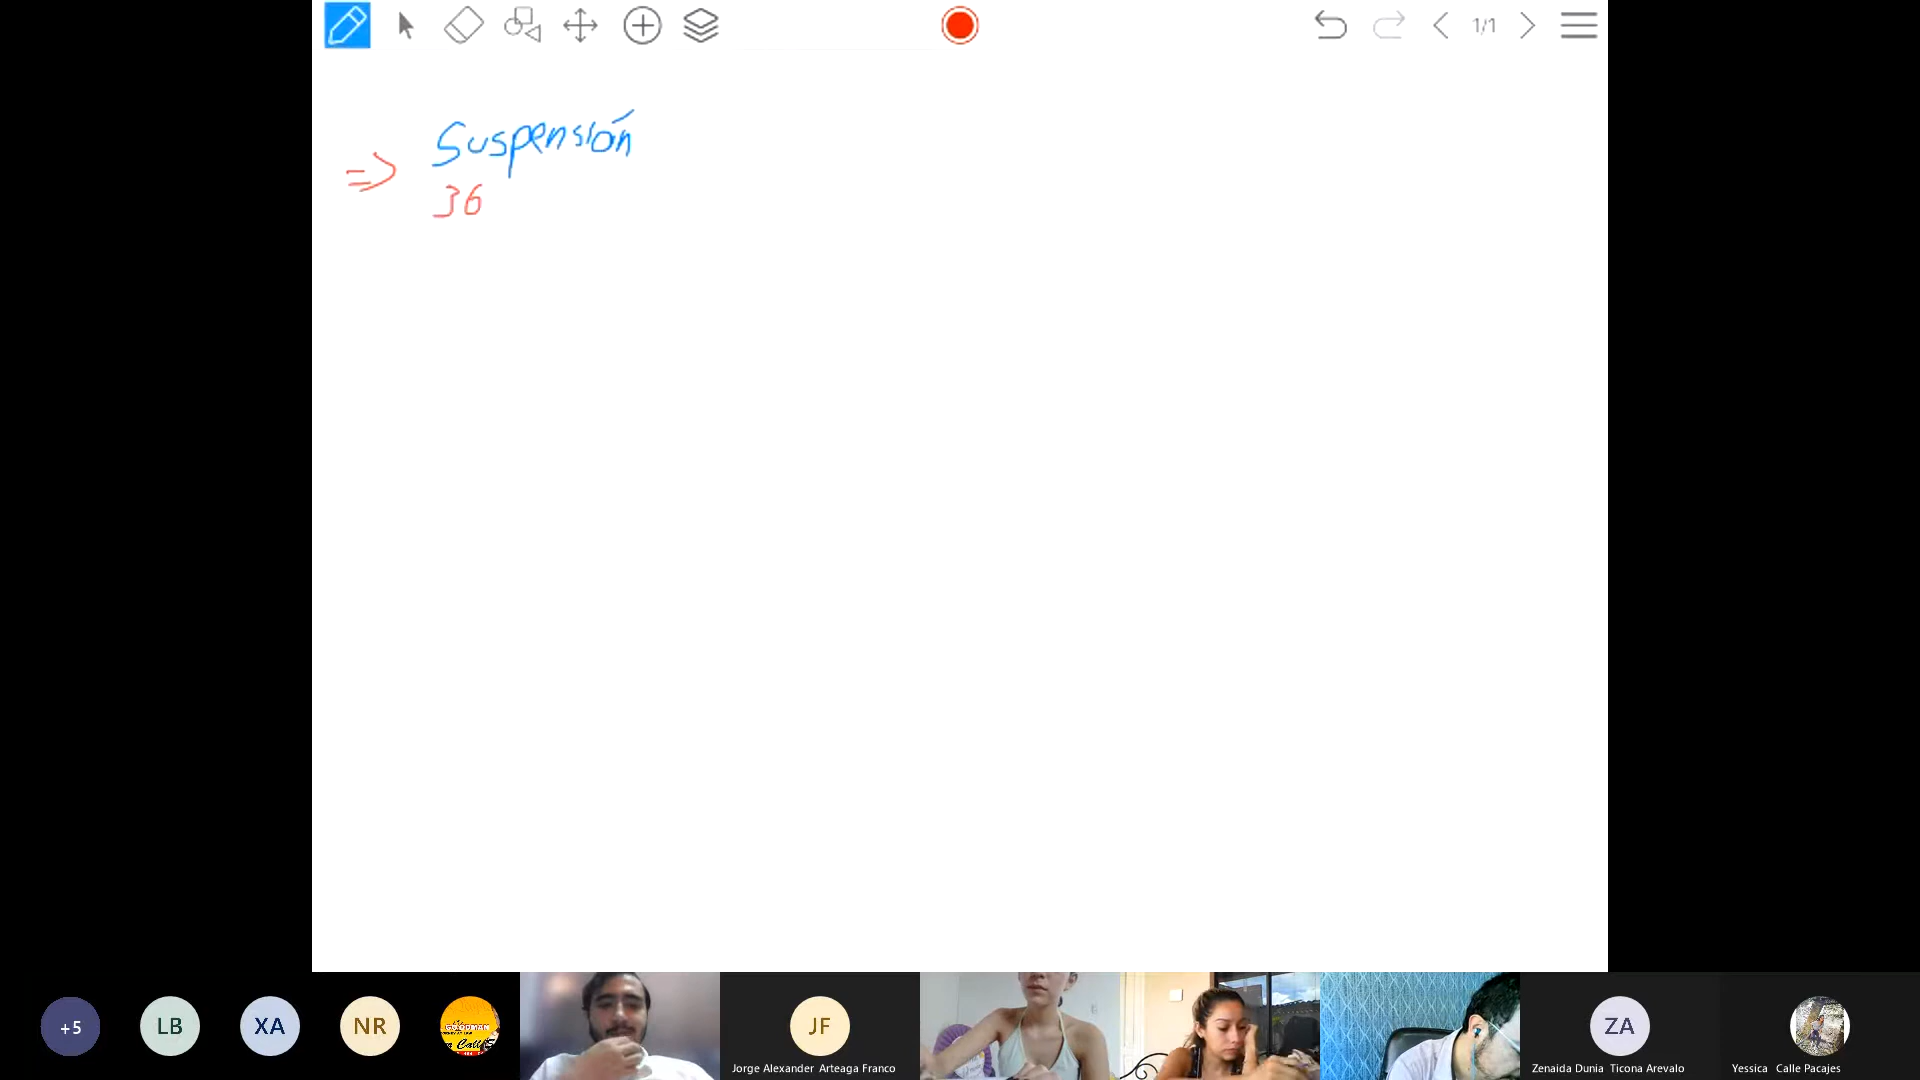 1/1
Suspensión
=> 36
+5
LB
XA
NR
GOODMAN
JF
Jorge Alexander Arteaga Franco
ZA
Zenaida Dunia Ticona Arevalo
Yessica Calle Pacajes